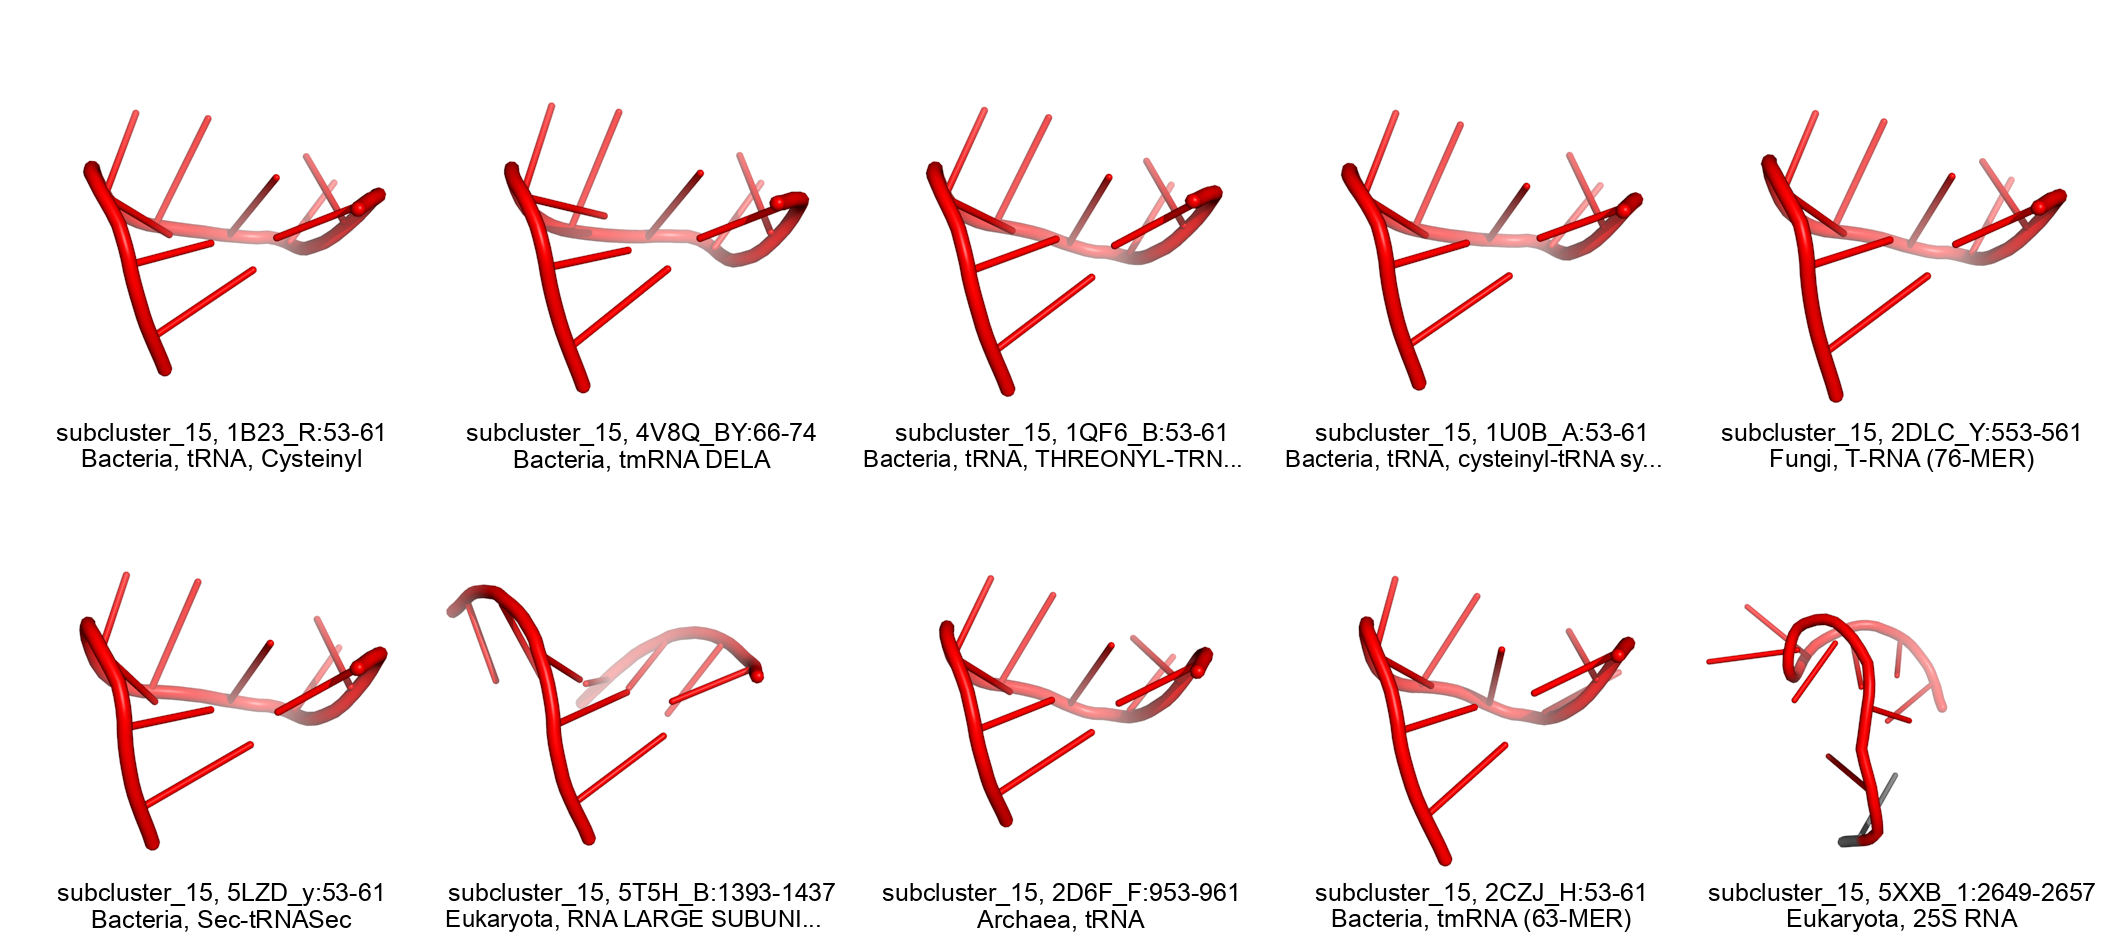 subcluster_15, 1B23_R:53-61
Bacteria, tRNA, Cysteinyl
subcluster_15, 4V8Q_BY:66-74
Bacteria, tmRNA DELA
subcluster_15, 1QF6_B:53-61
Bacteria, tRNA, THREONYL-TRN...
subcluster_15, 1U0B_A:53-61
Bacteria, tRNA, cysteinyl-tRNA sy...
subcluster_15, 2DLC_Y:553-561
Fungi, T-RNA (76-MER)
subcluster_15, 5LZD_y:53-61
Bacteria, Sec-tRNASec
subcluster_15, 5T5H_B:1393-1437
Eukaryota, RNA LARGE SUBUNI...
subcluster_15, 2D6F_F:953-961
Archaea, tRNA
subcluster_15, 2CZJ_H:53-61
Bacteria, tmRNA (63-MER)
subcluster_15, 5XXB_1:2649-2657
Eukaryota, 25S RNA